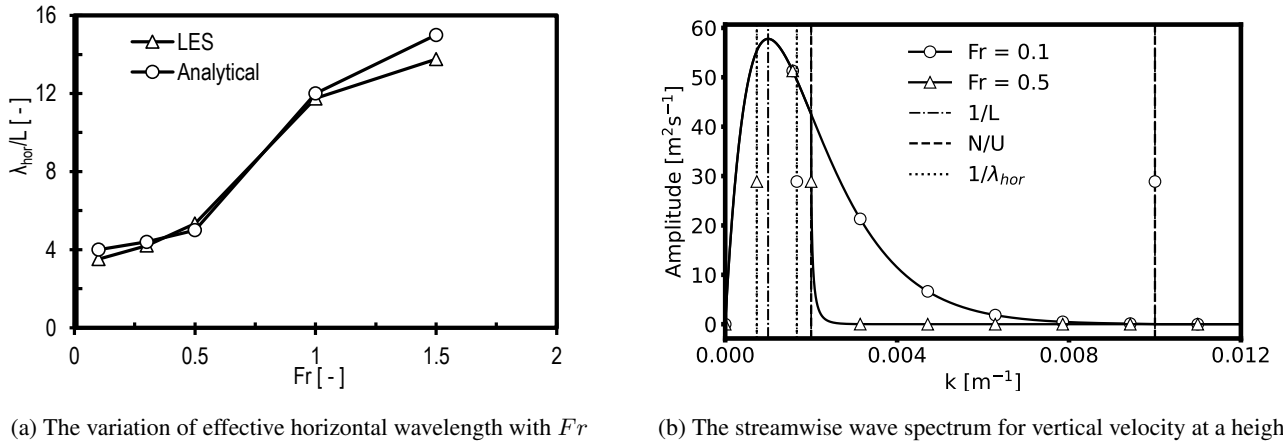 16
12
8
4
0
λhor/L [ - ]
LES
Analytical
0 0.5 1 1.5 2
Fr [ - ]
60
50
40
30
20
10
0
Amplitude [m²s⁻¹]
Fr = 0.1
Fr = 0.5
1/L
N/U
1/λhor
0.000 0.004 0.008 0.012
k [m⁻¹]
(a) The variation of effective horizontal wavelength with Fr
(b) The streamwise wave spectrum for vertical velocity at a heigh